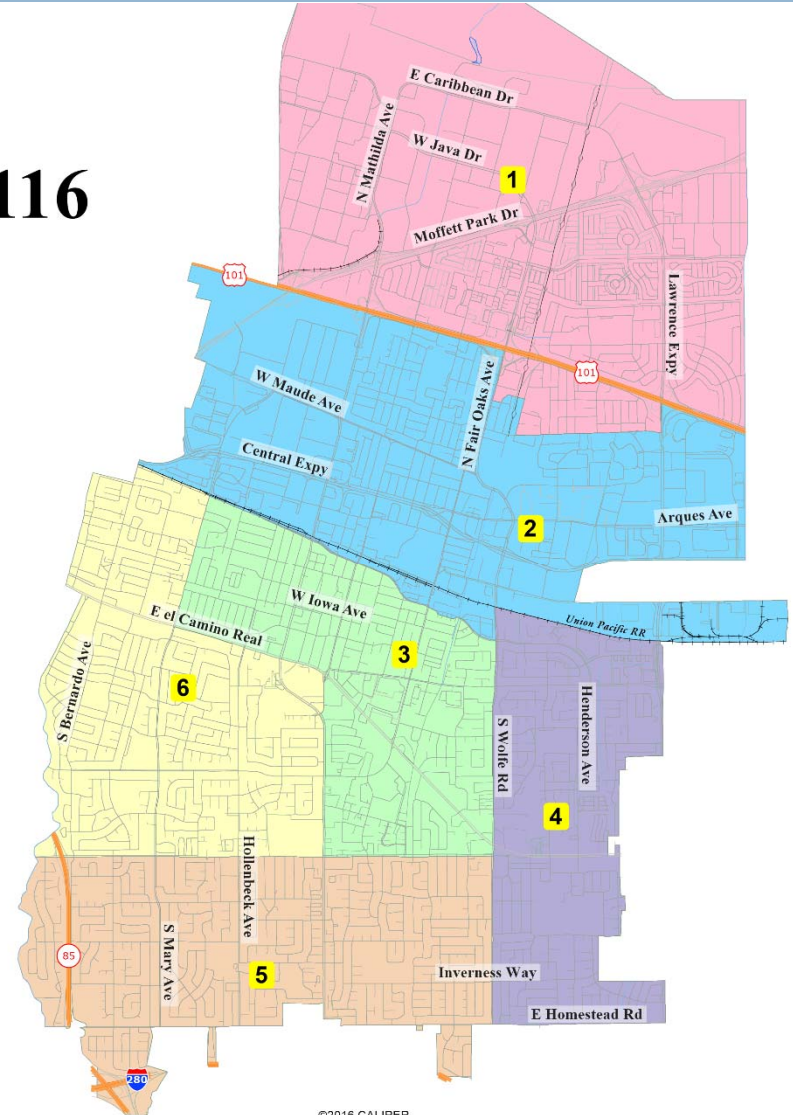 116
E Caribbean Dr
N Mathilda Ave
W Java Dr
1
Moffett Park Dr
101
Lawrence Expy
101
W Maude Ave
N Fair Oaks Ave
Central Expy
2
Arques Ave
W Iowa Ave
E el Camino Real
Union Pacific RR
3
S Bernardo Ave
6
Henderson Ave
S Wolfe Rd
4
Hollenbeck Ave
S Mary Ave
85
5
Inverness Way
E Homestead Rd
280
©2016 CALIPER